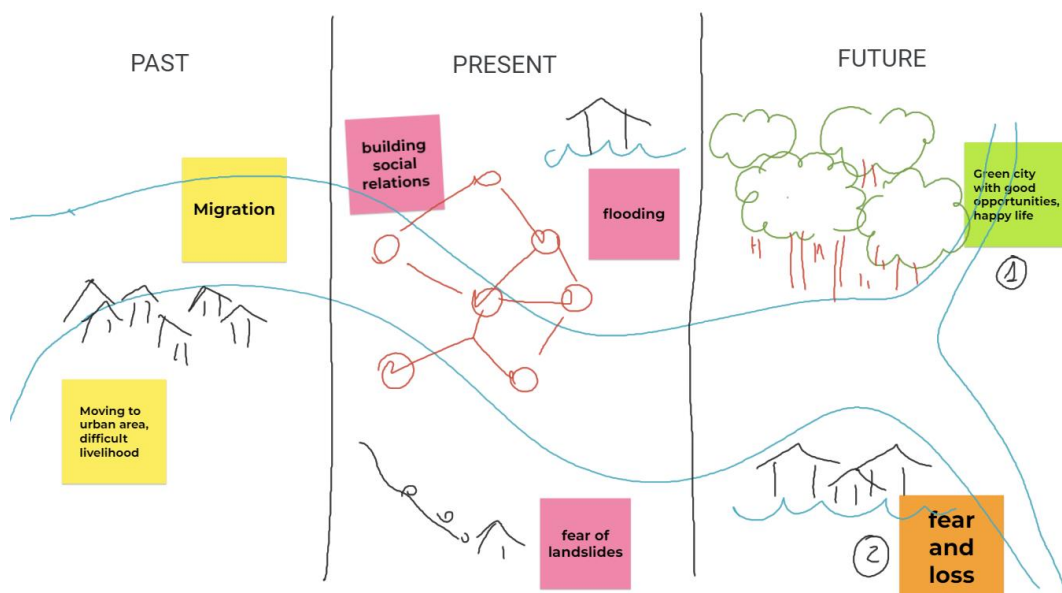 PAST
PRESENT
FUTURE
Migration
Moving to
urban area,
difficult
livelihood
building
social
relations
flooding
fear of
landslides
Green city
with good
opportunities,
happy life
1
2
fear
and
loss